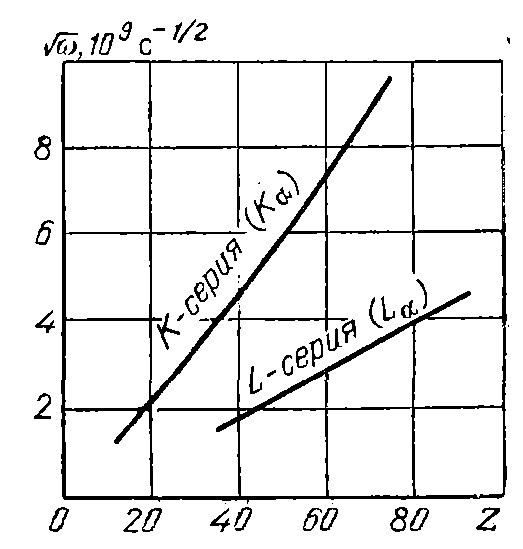 √ω, 10⁹ с⁻¹/²
8
6
4
2
K-серия (Kα)
L-серия (Lα)
0 20 40 60 80 Z